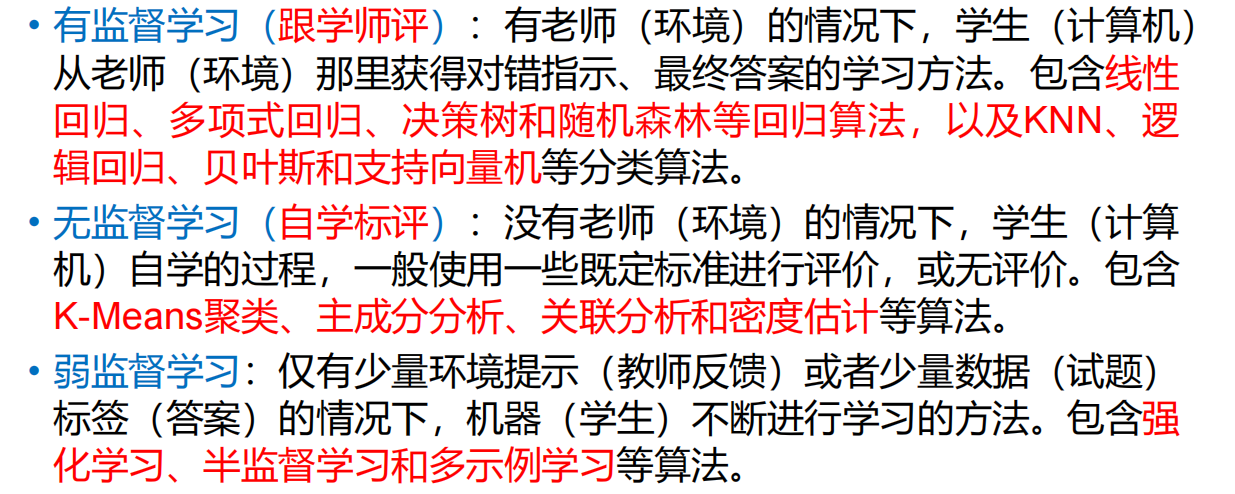 • 有监督学习（跟学师评）：有老师（环境）的情况下，学生（计算机）
从老师（环境）那里获得对错指示、最终答案的学习方法。包含线性
回归、多项式回归、决策树和随机森林等回归算法，以及KNN、逻
辑回归、贝叶斯和支持向量机等分类算法。
• 无监督学习（自学标评）：没有老师（环境）的情况下，学生（计算
机）自学的过程，一般使用一些既定标准进行评价，或无评价。包含
K-Means聚类、主成分分析、关联分析和密度估计等算法。
• 弱监督学习：仅有少量环境提示（教师反馈）或者少量数据（试题）
标签（答案）的情况下，机器（学生）不断进行学习的方法。包含强
化学习、半监督学习和多示例学习等算法。